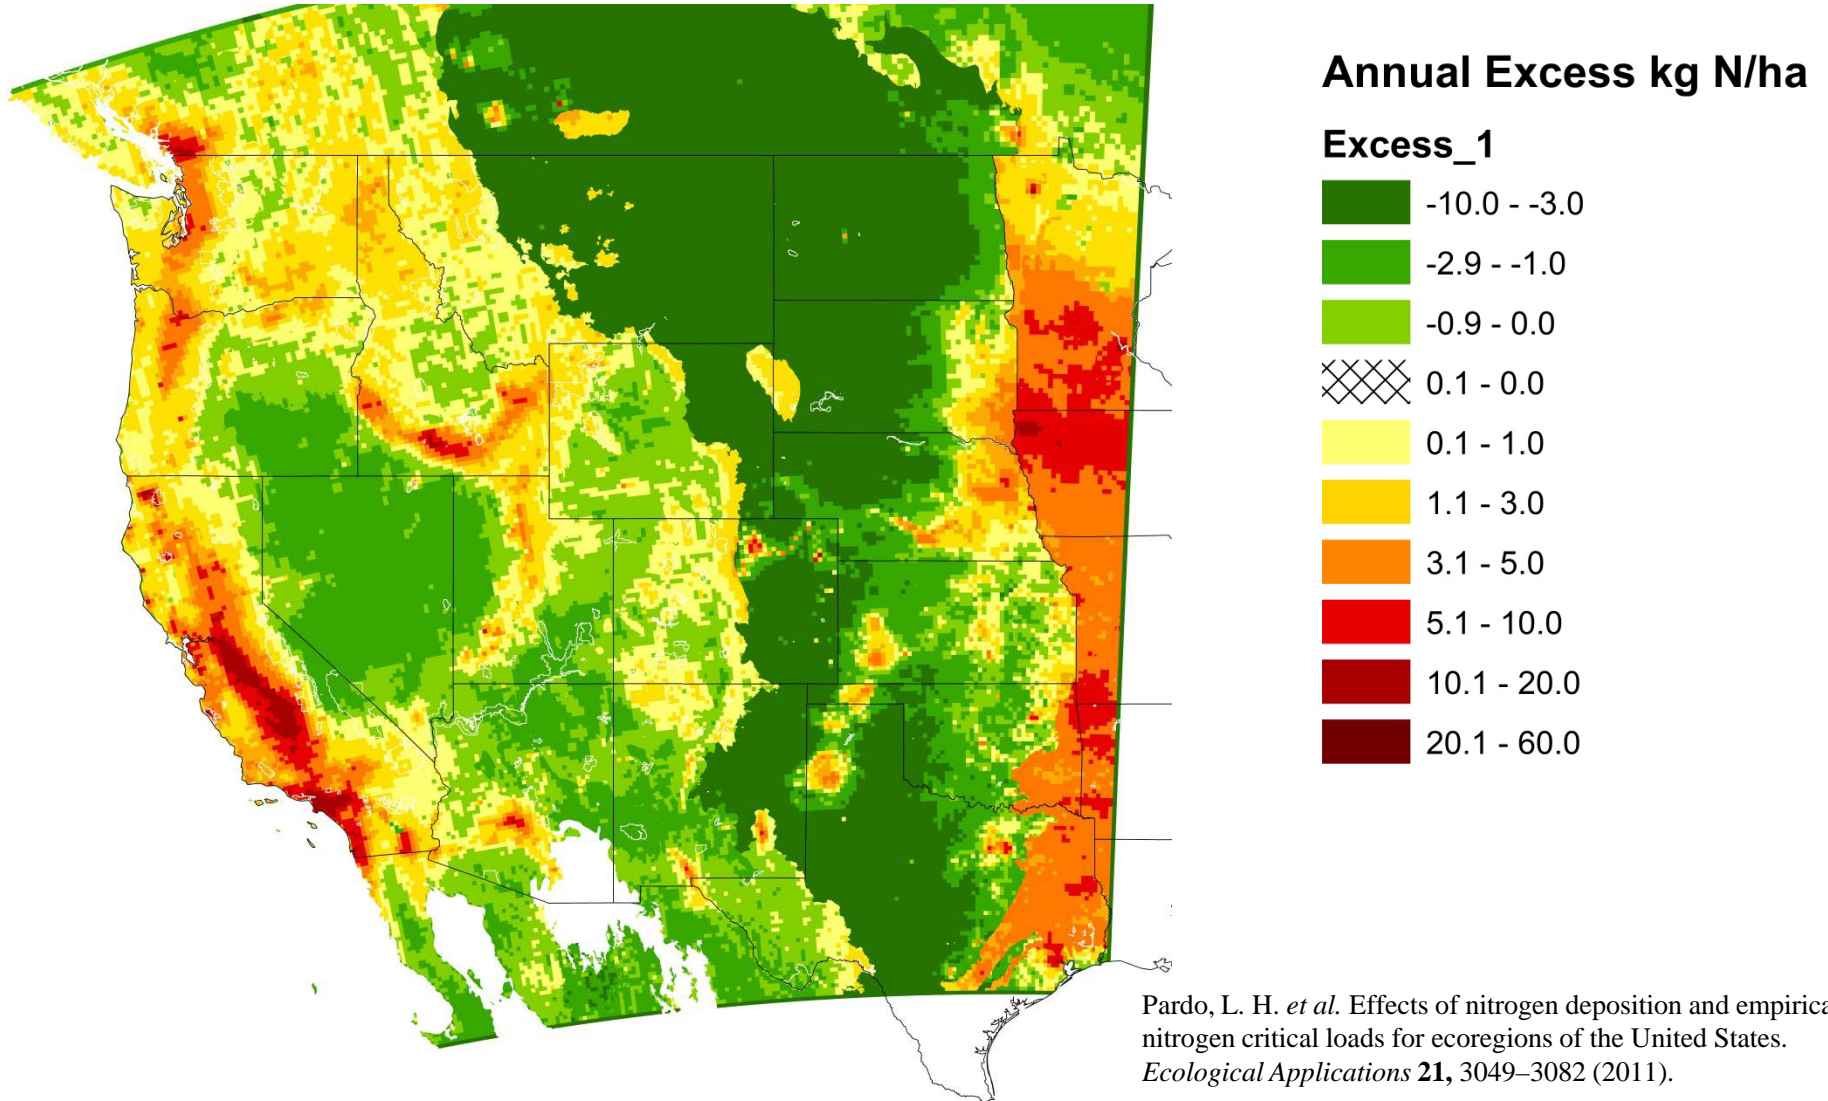 Annual Excess kg N/ha
Excess_1
-10.0 - -3.0
-2.9 - -1.0
-0.9 - 0.0
0.1 - 0.0
0.1 - 1.0
1.1 - 3.0
3.1 - 5.0
5.1 - 10.0
10.1 - 20.0
20.1 - 60.0
Pardo, L. H. et al. Effects of nitrogen deposition and empirica
nitrogen critical loads for ecoregions of the United States.
Ecological Applications 21, 3049–3082 (2011).